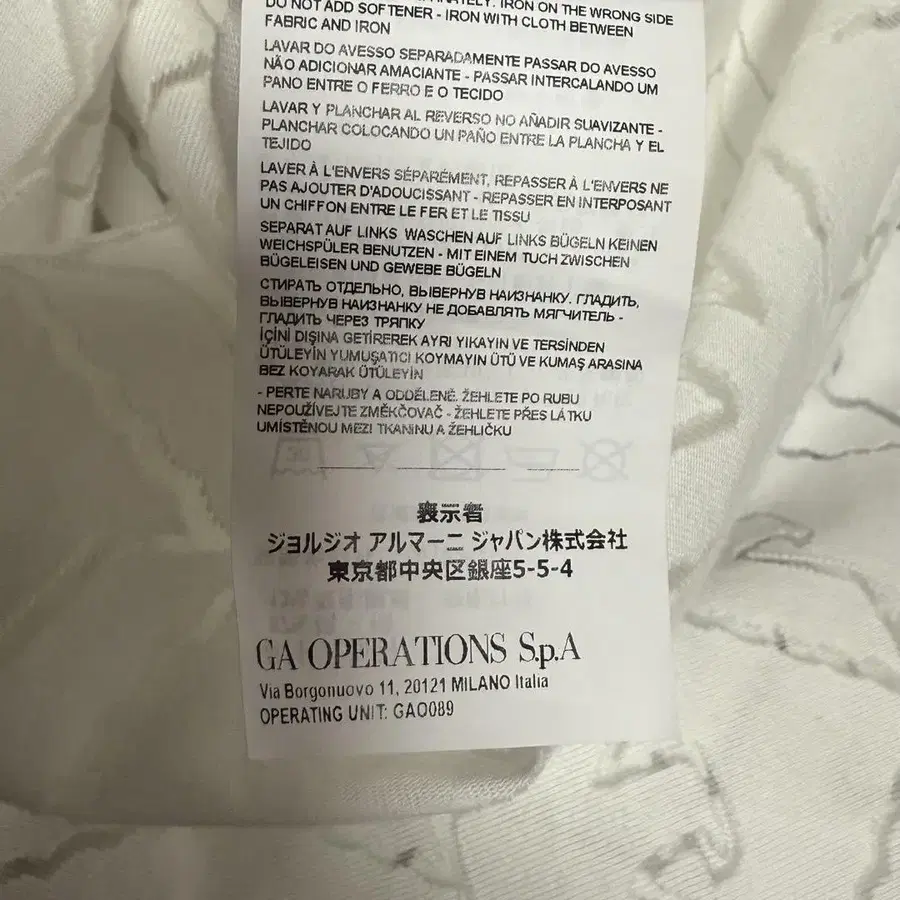 SEPARATELY. IRON ON THE WRONG SIDE
DO NOT ADD SOFTENER - IRON WITH CLOTH BETWEEN
FABRIC AND IRON
LAVAR DO AVESSO SEPARADAMENTE PASSAR DO AVESSO
NÃO ADICIONAR AMACIANTE - PASSAR INTERCALANDO UM
PANO ENTRE O FERRO E O TECIDO
LAVAR Y PLANCHAR AL REVERSO NO AÑADIR SUAVIZANTE -
PLANCHAR COLOCANDO UN PAÑO ENTRE LA PLANCHA Y EL
TEJIDO
LAVER À L'ENVERS SÉPARÉMENT, REPASSER À L'ENVERS NE
PAS AJOUTER D'ADOUCISSANT - REPASSER EN INTERPOSANT
UN CHIFFON ENTRE LE FER ET LE TISSU
SEPARAT AUF LINKS WASCHEN AUF LINKS BÜGELN KEINEN
WEICHSPÜLER BENUTZEN - MIT EINEM TUCH ZWISCHEN
BÜGELEISEN UND GEWEBE BÜGELN
СТИРАТЬ ОТДЕЛЬНО, ВЫВЕРНУВ НАИЗНАНКУ. ГЛАДИТЬ,
ВЫВЕРНУВ НАИЗНАНКУ НЕ ДОБАВЛЯТЬ МЯГЧИТЕЛЬ -
ГЛАДИТЬ ЧЕРЕЗ ТРЯПКУ
İÇİNİ DIŞINA GETİREREK AYRI YIKAYIN VE TERSİNDEN
ÜTÜLEYİN YUMUŞATICI KOYMAYIN ÜTÜ VE KUMAŞ ARASINA
BEZ KOYARAK ÜTÜLEYİN
- PERTE NARUBY A ODDĚLENĚ. ŽEHLETE PO RUBU
NEPOUŽÍVEJTE ZMĚKČOVAČ - ŽEHLETE PŘES LÁTKU
UMÍSTĚNOU MEZI TKANINU A ŽEHLIČKU
表示者
ジョルジオ アルマーニ ジャパン株式会社
東京都中央区銀座5-5-4
GA OPERATIONS S.p.A
Via Borgonuovo 11, 20121 MILANO Italia
OPERATING UNIT: GAO089